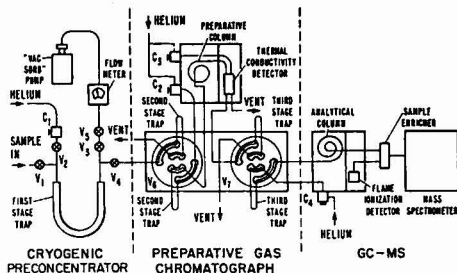 "VAC
SORB"
PUMP
FLOW
METER
HELIUM
C1
SAMPLE
IN
V1
V2
V5
V3
V4
FIRST STAGE
TRAP
CRYOGENIC
PRECONCENTRATOR
HELIUM
PREPARATIVE
COLUMN
C3
C2
THERMAL
CONDUCTIVITY
DETECTOR
SECOND
STAGE
TRAP
VENT
VENT
THIRD
STAGE
TRAP
V6
V7
SECOND
STAGE
TRAP
VENT
THIRD
STAGE
TRAP
PREPARATIVE GAS
CHROMATOGRAPH
ANALYTICAL
COLUMN
SAMPLE
ENRICHER
C4
HELIUM
FLAME
IONIZATION
DETECTOR
MASS
SPECTROMETER
GC-MS